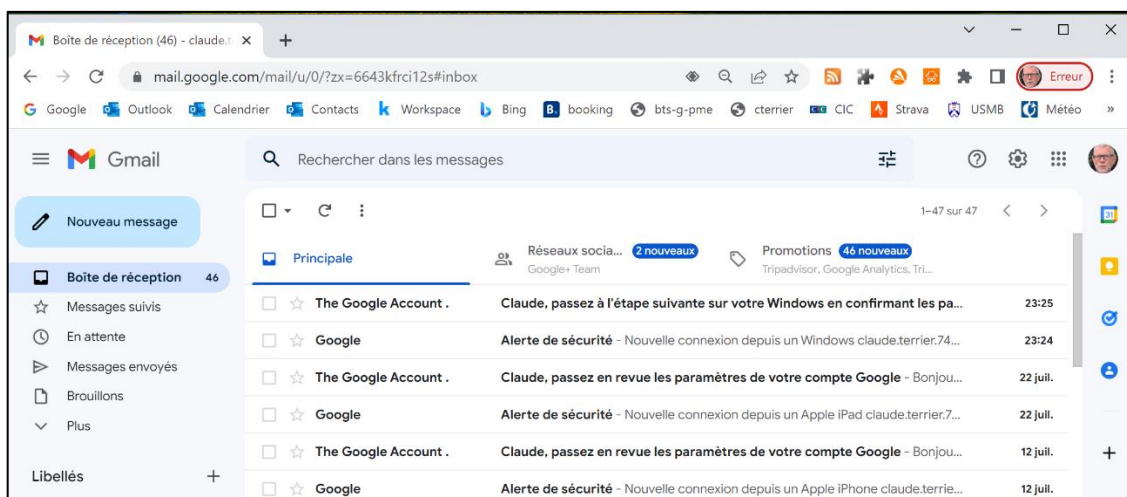 Boîte de réception (46) - claude.t
mail.google.com/mail/u/0/?zx=6643kfrci12s#inbox
Erreur
Google Outlook Calendrier Contacts Workspace Bing B. booking bts-g-pme cterrier CIC CIC Strava USMB Météo »
Gmail
Rechercher dans les messages
Nouveau message
1–47 sur 47
31
Principale
Réseaux socia... 2 nouveaux
Google+ Team
Promotions 46 nouveaux
Tripadvisor, Google Analytics, Tri...
Boîte de réception 46
Messages suivis
En attente
Messages envoyés
Brouillons
Plus
Libellés
The Google Account . Claude, passez à l'étape suivante sur votre Windows en confirmant les pa... 23:25
Google Alerte de sécurité - Nouvelle connexion depuis un Windows claude.terrier.74... 23:24
The Google Account . Claude, passez en revue les paramètres de votre compte Google - Bonjou... 22 juil.
Google Alerte de sécurité - Nouvelle connexion depuis un Apple iPad claude.terrier.7... 22 juil.
The Google Account . Claude, passez en revue les paramètres de votre compte Google - Bonjou... 12 juil.
Google Alerte de sécurité - Nouvelle connexion depuis un Apple iPhone claude.terrie... 12 juil.